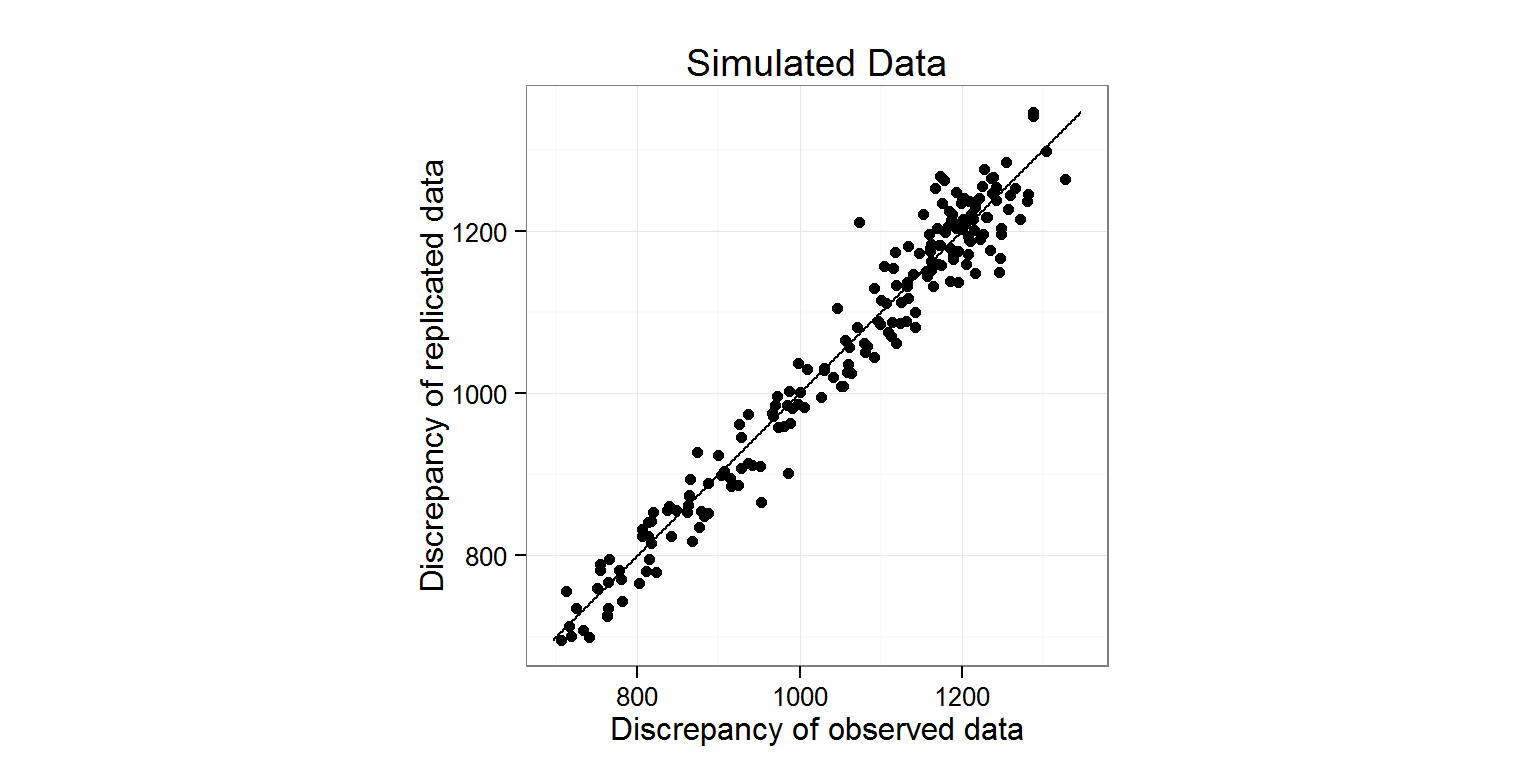 Simulated Data
Discrepancy of replicated data
1200
1000
800
800 1000 1200
Discrepancy of observed data